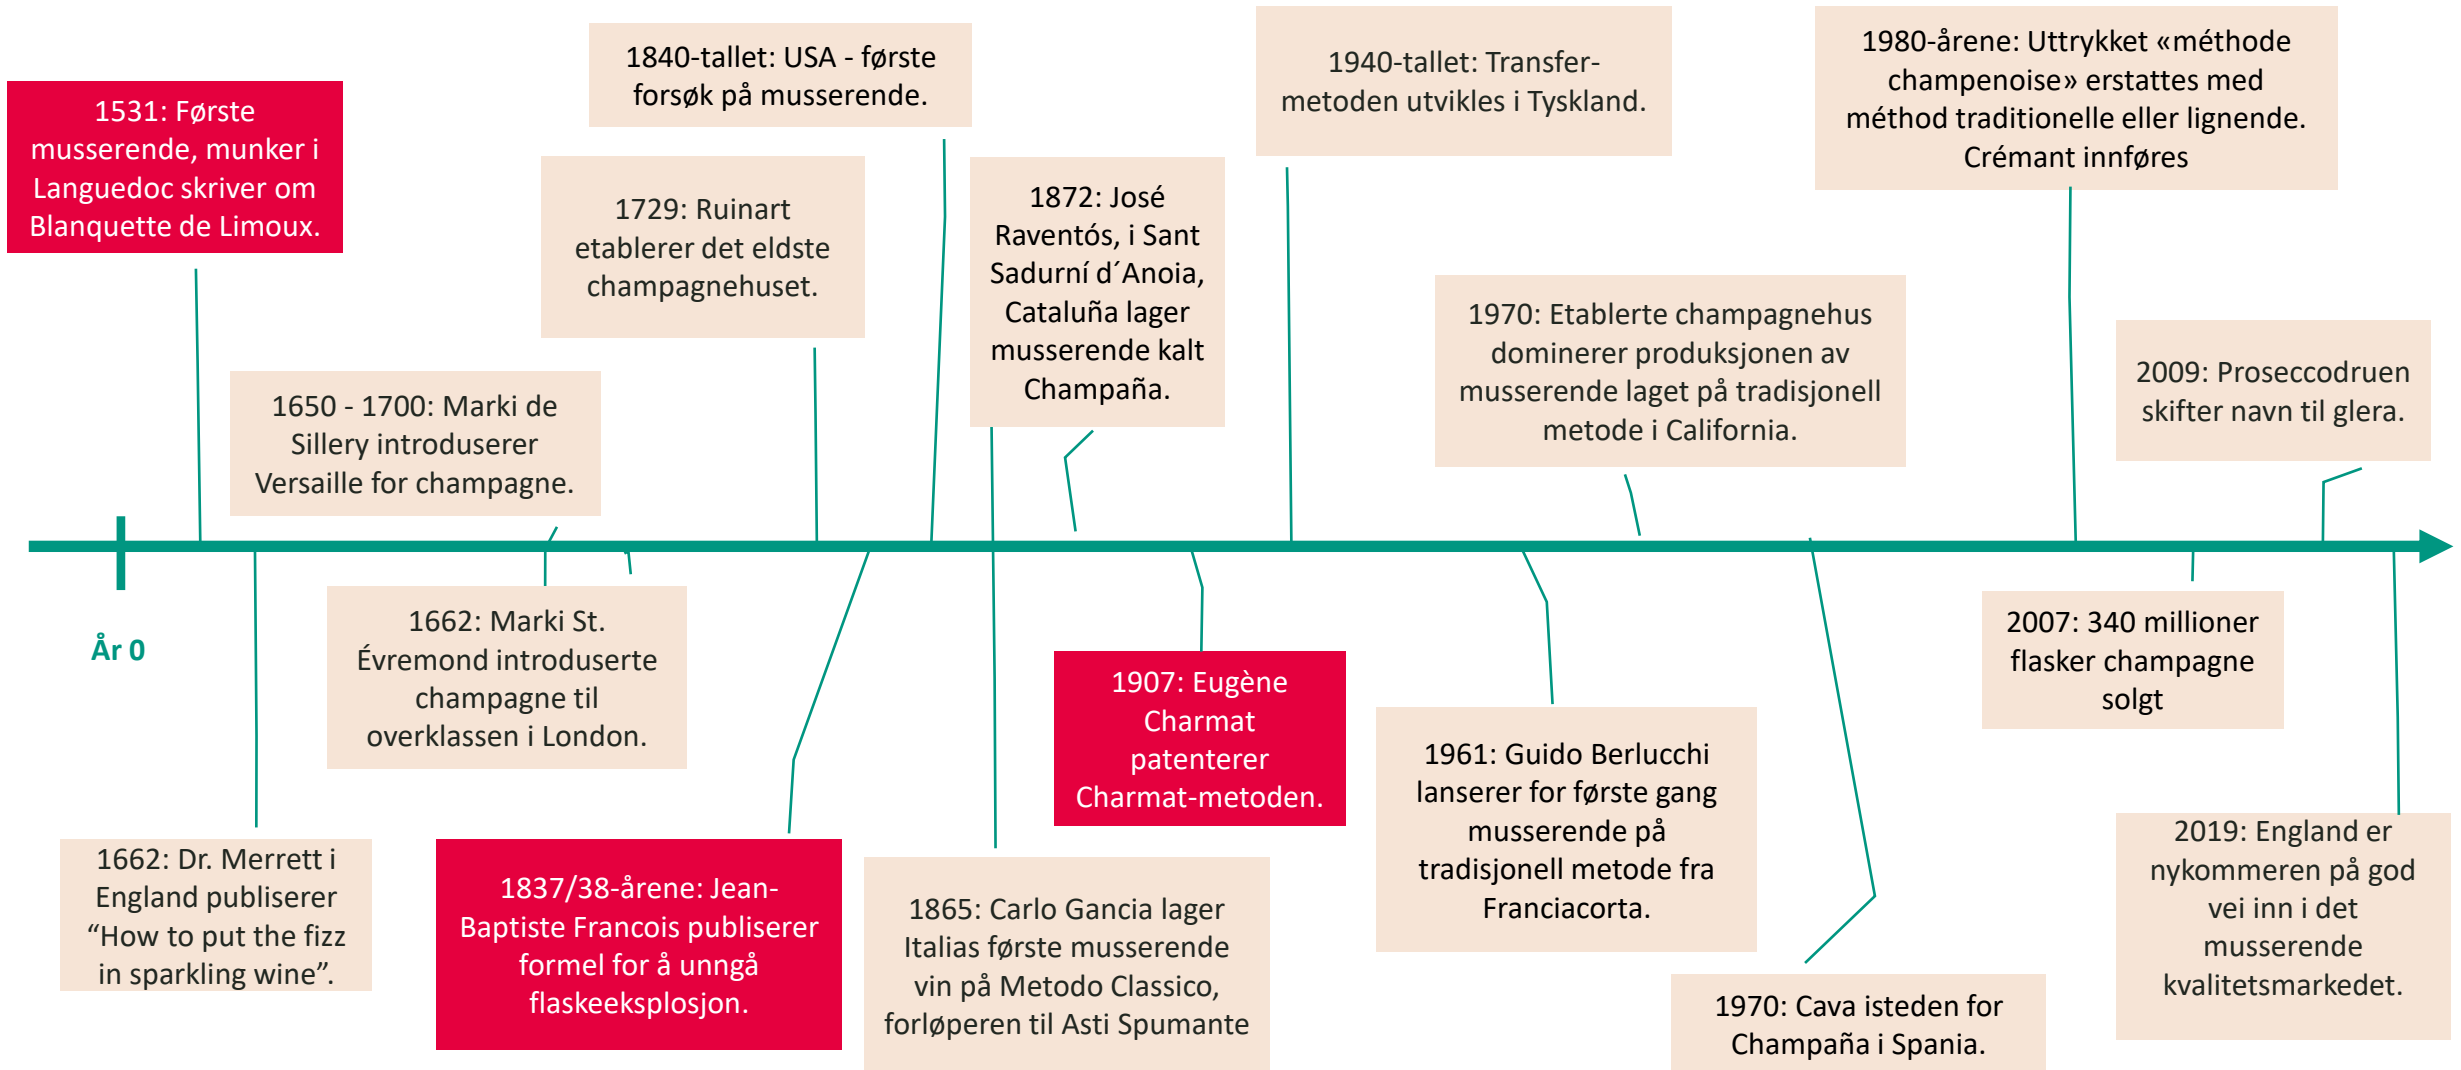 1531: Første
musserende, munker i
Languedoc skriver om
Blanquette de Limoux.
1650 - 1700: Marki de
Sillery introduserer
Versaille for champagne.
1840-tallet: USA - første
forsøk på musserende.
1729: Ruinart
etablerer det eldste
champagnehuset.
1872: José
Raventós, i Sant
Sadurní d´Anoia,
Cataluña lager
musserende kalt
Champaña.
1940-tallet: Transfer-
metoden utvikles i Tyskland.
1970: Etablerte champagnehus
dominerer produksjonen av
musserende laget på tradisjonell
metode i California.
1980-årene: Uttrykket «méthode
champenoise» erstattes med
méthod traditionelle eller lignende.
Crémant innføres
2009: Proseccodruen
skifter navn til glera.
År 0
1662: Dr. Merrett i
England publiserer
“How to put the fizz
in sparkling wine”.
1662: Marki St.
Évremond introduserte
champagne til
overklassen i London.
1837/38-årene: Jean-
Baptiste Francois publiserer
formel for å unngå
flaskeeksplosjon.
1865: Carlo Gancia lager
Italias første musserende
vin på Metodo Classico,
forløperen til Asti Spumante
1907: Eugène
Charmat
patenterer
Charmat-metoden.
1961: Guido Berlucchi
lanserer for første gang
musserende på
tradisjonell metode fra
Franciacorta.
1970: Cava isteden for
Champaña i Spania.
2007: 340 millioner
flasker champagne
solgt
2019: England er
nykommeren på god
vei inn i det
musserende
kvalitetsmarkedet.